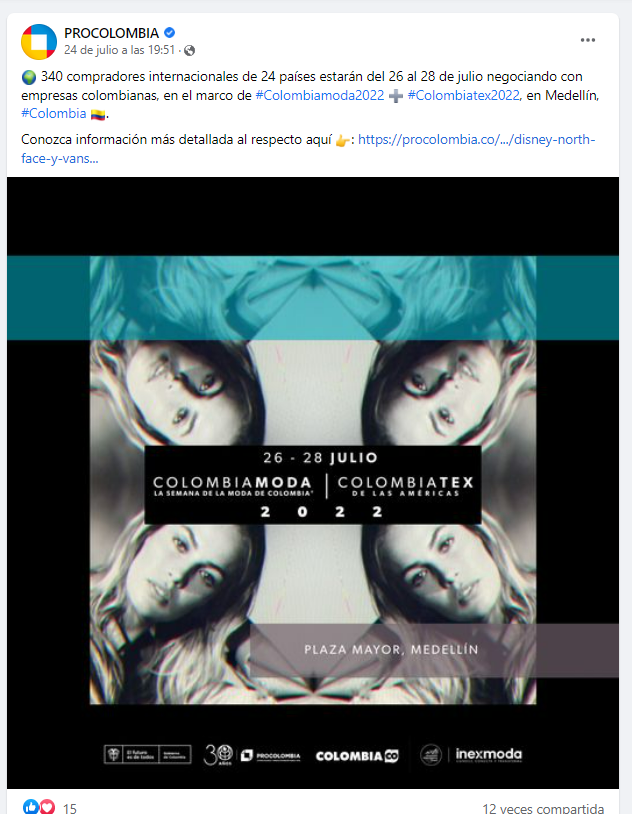 PROCOLOMBIA
24 de julio a las 19:51 ·
340 compradores internacionales de 24 países estarán del 26 al 28 de julio negociando con
empresas colombianas, en el marco de #Colombiamoda2022 ➕ #Colombiatex2022, en Medellín,
#Colombia 🇨🇴.
Conozca información más detallada al respecto aquí 👉: https://procolombia.co/.../disney-north-
face-y-vans...
26 - 28 JULIO
COLOMBIAMODA | COLOMBIATEX
LA SEMANA DE LA MODA DE COLOMBIA® DE LAS AMÉRICAS
2 0 2 2
PLAZA MAYOR, MEDELLÍN
El futuro es de todos Gobierno de Colombia 30 AÑOS PROCOLOMBIA COLOMBIA CO inexmoda
15 12 veces compartida